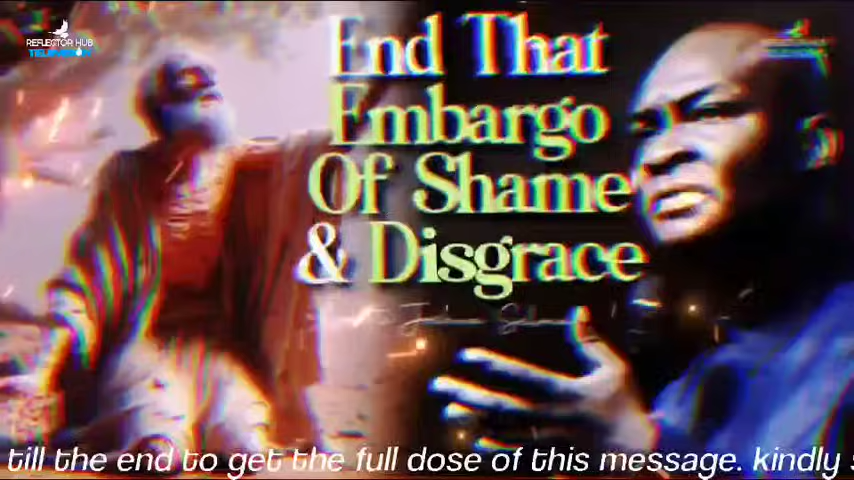 REFLECTOR HUB
TELEVISION
End That
Embargo
Of Shame
& Disgrace
till the end to get the full dose of this message. kindly s